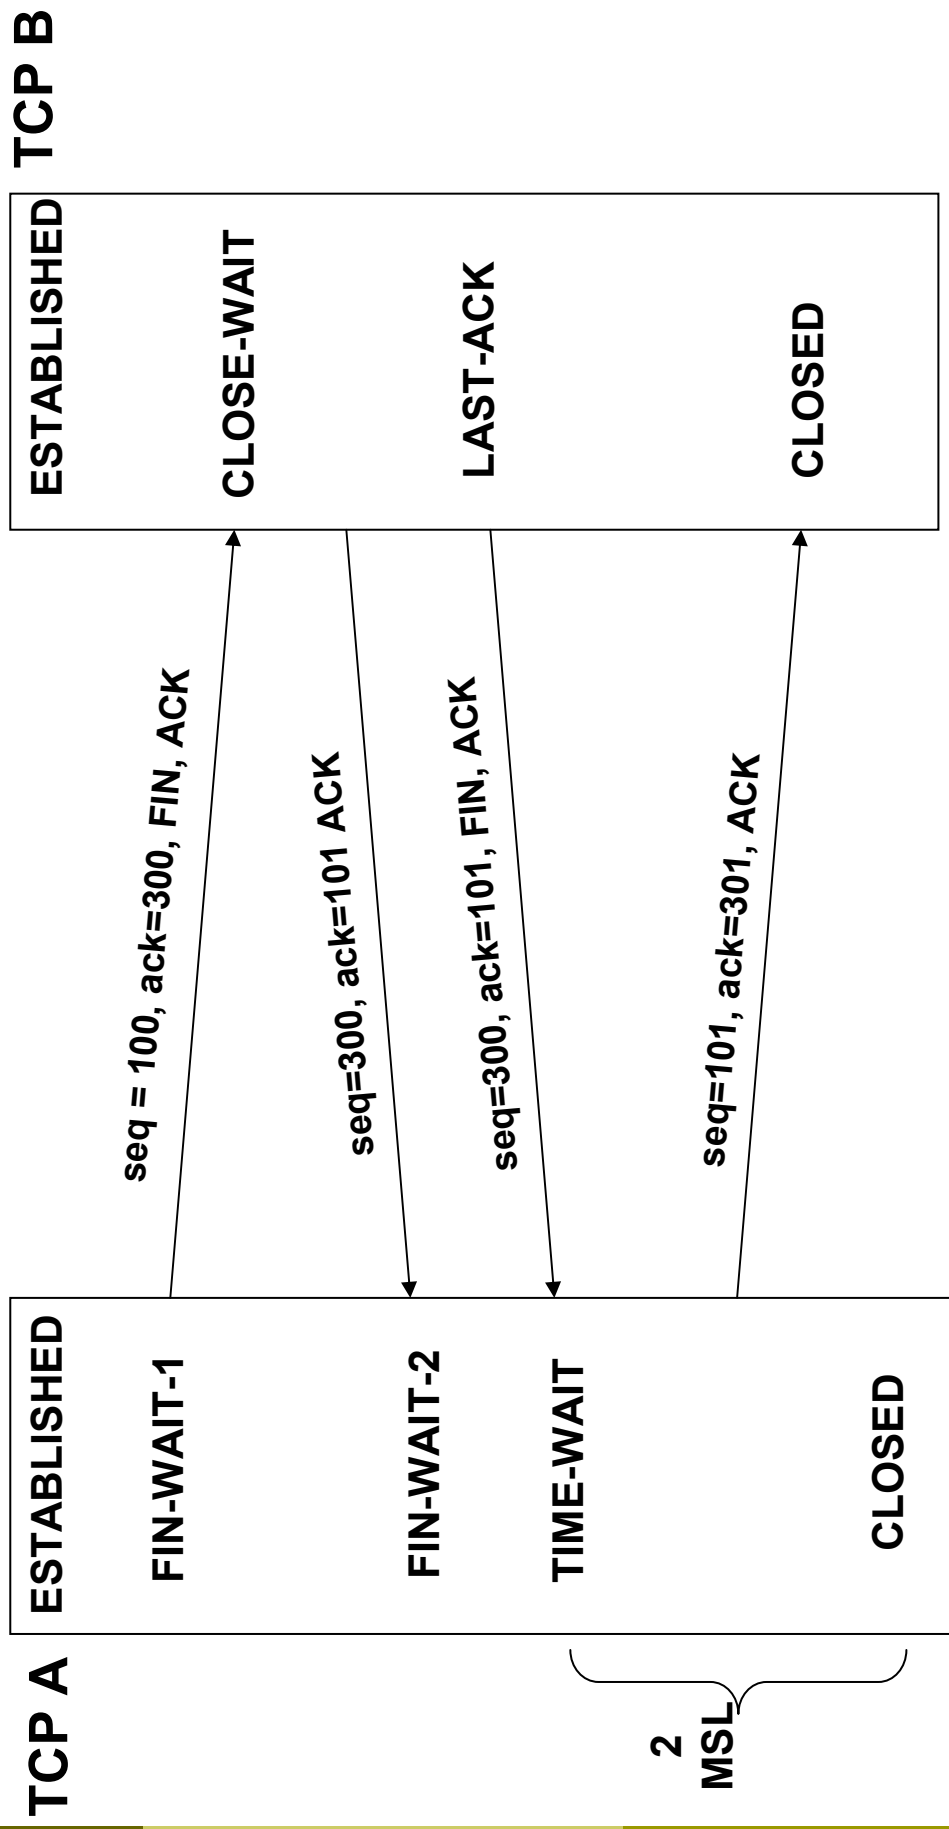 TCP A
TCP B
ESTABLISHED
ESTABLISHED
FIN-WAIT-1
seq = 100, ack=300, FIN, ACK
CLOSE-WAIT
seq=300, ack=101 ACK
FIN-WAIT-2
seq=300, ack=101, FIN, ACK
LAST-ACK
TIME-WAIT
2
MSL
seq=101, ack=301, ACK
CLOSED
CLOSED